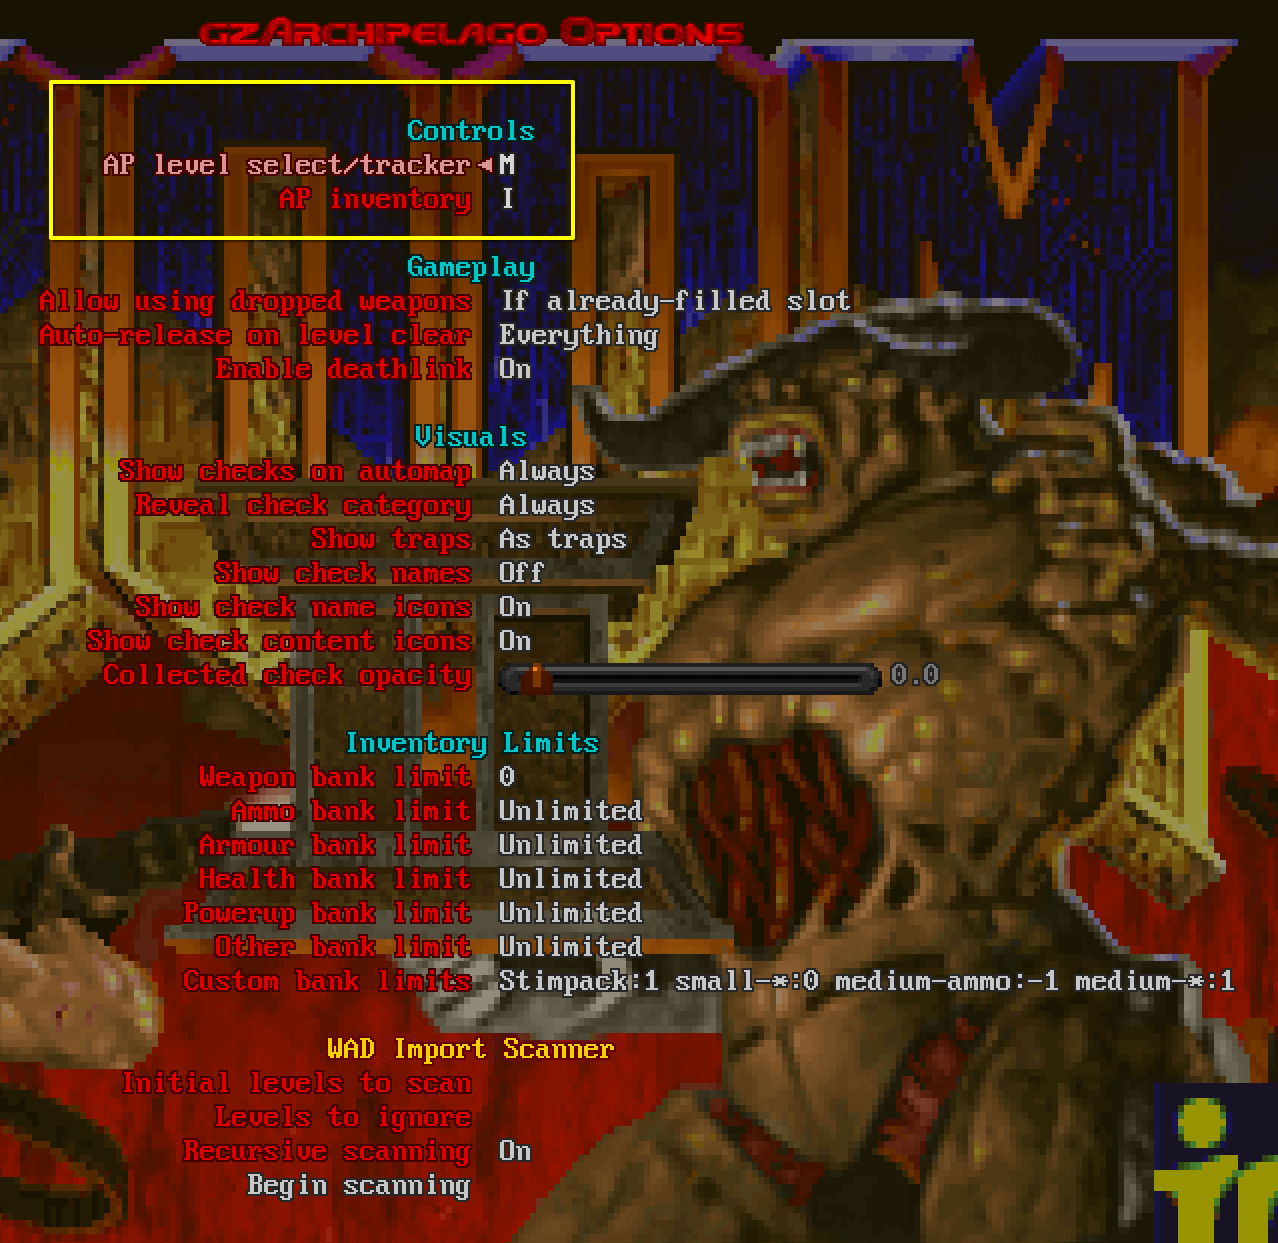 gzArchipelago Options
Controls
AP level select/tracker ◄ M
AP inventory I
Gameplay
Allow using dropped weapons If already-filled slot
Auto-release on level clear Everything
Enable deathlink On
Visuals
Show checks on automap Always
Reveal check category Always
Show traps As traps
Show check names Off
Show check name icons On
Show check content icons On
Collected check opacity 0.0
Inventory Limits
Weapon bank limit 0
Ammo bank limit Unlimited
Armour bank limit Unlimited
Health bank limit Unlimited
Powerup bank limit Unlimited
Other bank limit Unlimited
Custom bank limits Stimpack:1 small-*:0 medium-ammo:-1 medium-*:1
WAD Import Scanner
Initial levels to scan
Levels to ignore
Recursive scanning On
Begin scanning